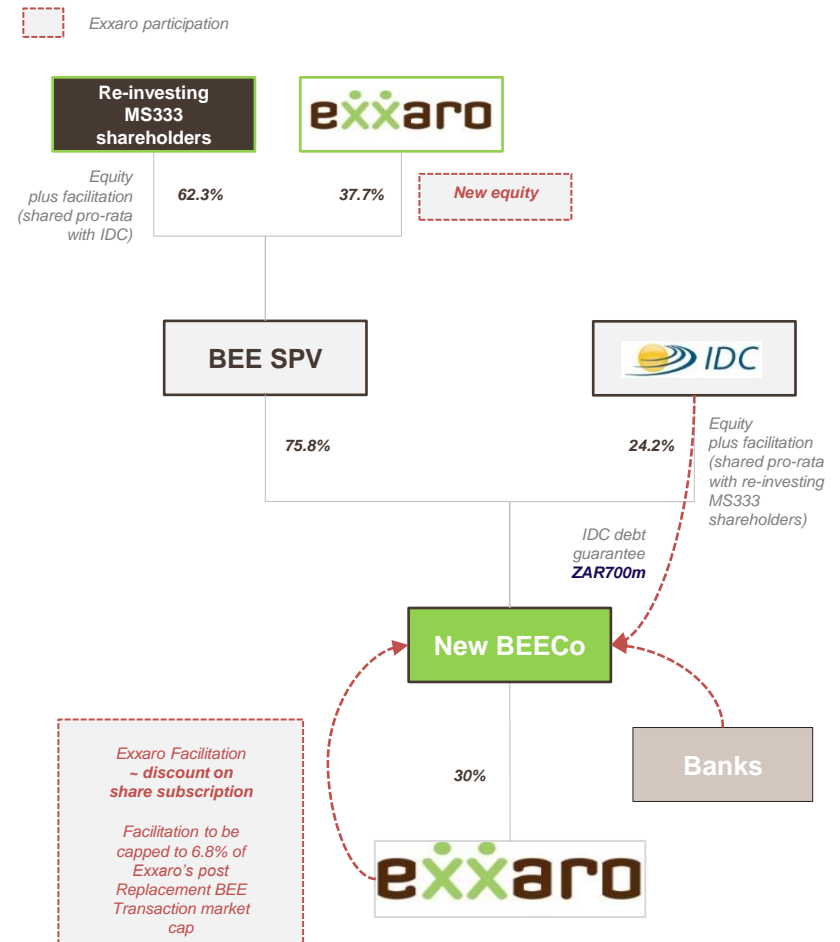 Exxaro participation
Re-investing
MS333
shareholders
exxaro
Equity
plus facilitation
(shared pro-rata
with IDC)
62.3%
37.7%
New equity
BEE SPV
IDC
75.8%
24.2%
Equity
plus facilitation
(shared pro-rata
with re-investing
MS333
shareholders)
IDC debt
guarantee
ZAR700m
New BEECo
Exxaro Facilitation
~ discount on
share subscription
Facilitation to be
capped to 6.8% of
Exxaro's post
Replacement BEE
Transaction market
cap
30%
Banks
exxaro